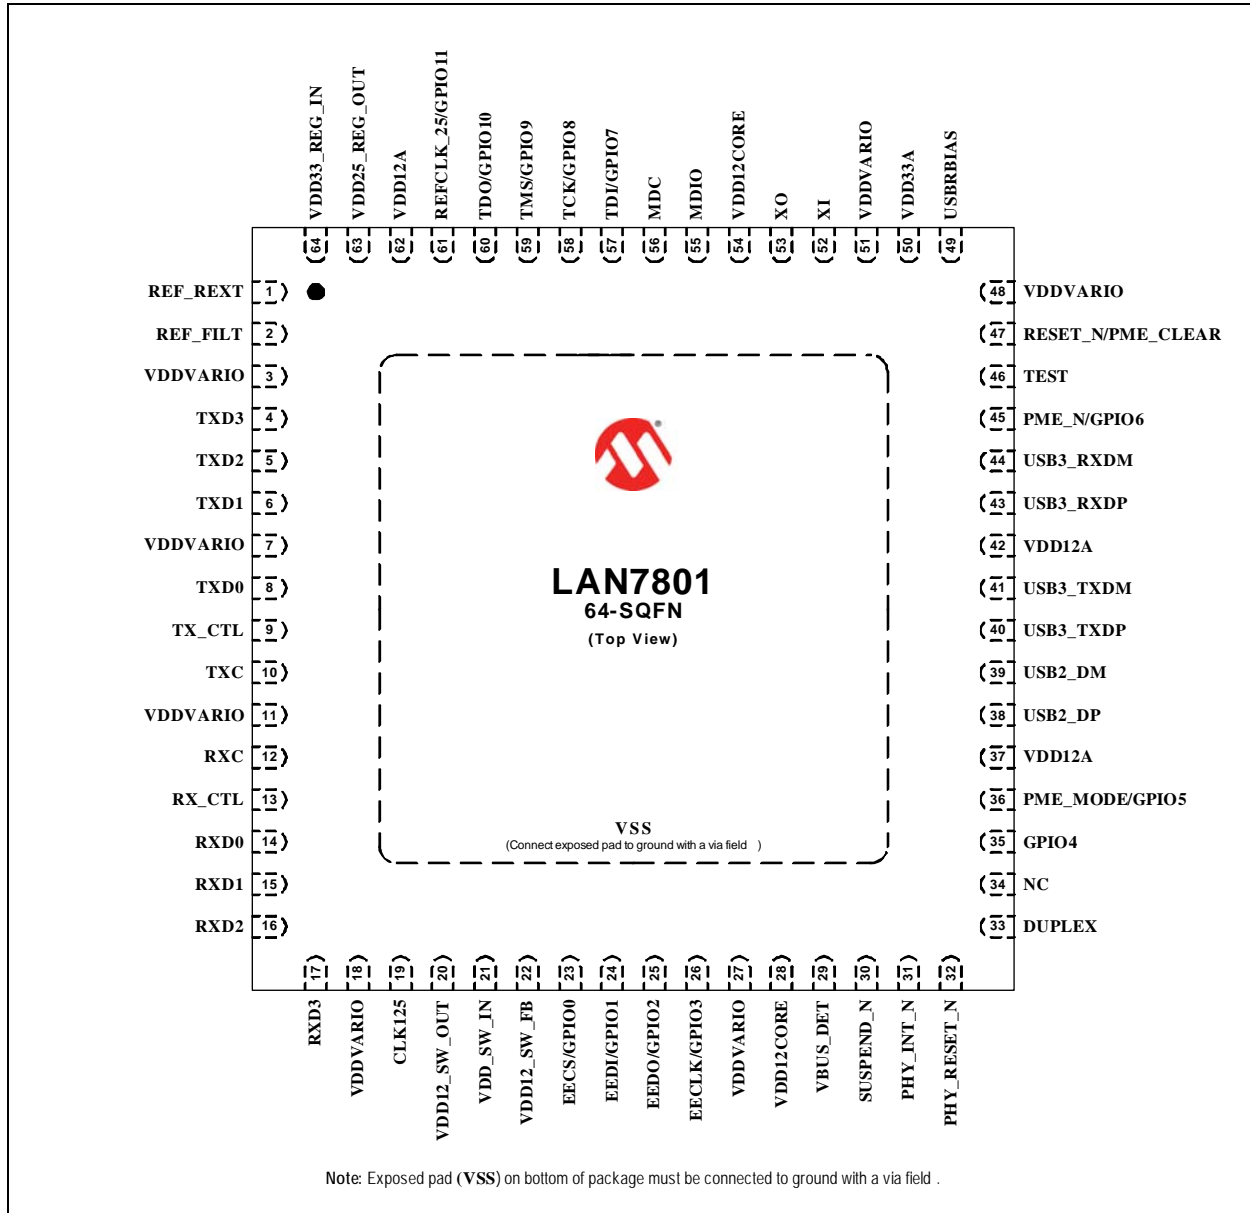 VDD33_REG_IN
VDD25_REG_OUT
VDD12A
REFCLK_25/GPIO11
TDO/GPIO10
TMS/GPIO9
TCK/GPIO8
TDI/GPIO7
MDC
MDIO
VDD12CORE
XO
XI
VDDVARIO
VDD33A
USBRBIAS
64
63
62
61
60
59
58
57
56
55
54
53
52
51
50
49
REF_REXT 1
REF_FILT 2
VDDVARIO 3
TXD3 4
TXD2 5
TXD1 6
VDDVARIO 7
TXD0 8
TX_CTL 9
TXC 10
VDDVARIO 11
RXC 12
RX_CTL 13
RXD0 14
RXD1 15
RXD2 16
®
LAN7801
64-SQFN
(Top View)
VSS
(Connect exposed pad to ground with a via field )
48 VDDVARIO
47 RESET_N/PME_CLEAR
46 TEST
45 PME_N/GPIO6
44 USB3_RXDM
43 USB3_RXDP
42 VDD12A
41 USB3_TXDM
40 USB3_TXDP
39 USB2_DM
38 USB2_DP
37 VDD12A
36 PME_MODE/GPIO5
35 GPIO4
34 NC
33 DUPLEX
17
18
19
20
21
22
23
24
25
26
27
28
29
30
31
32
RXD3
VDDVARIO
CLK125
VDD12_SW_OUT
VDD_SW_IN
VDD12_SW_FB
EECS/GPIO0
EEDI/GPIO1
EEDO/GPIO2
EECLK/GPIO3
VDDVARIO
VDD12CORE
VBUS_DET
SUSPEND_N
PHY_INT_N
PHY_RESET_N
Note: Exposed pad (VSS) on bottom of package must be connected to ground with a via field .